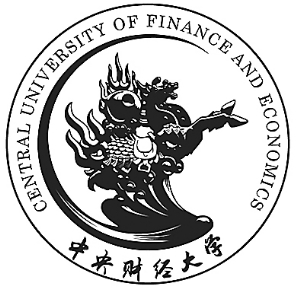 CENTRAL UNIVERSITY OF FINANCE AND ECONOMICS
中央财经大学